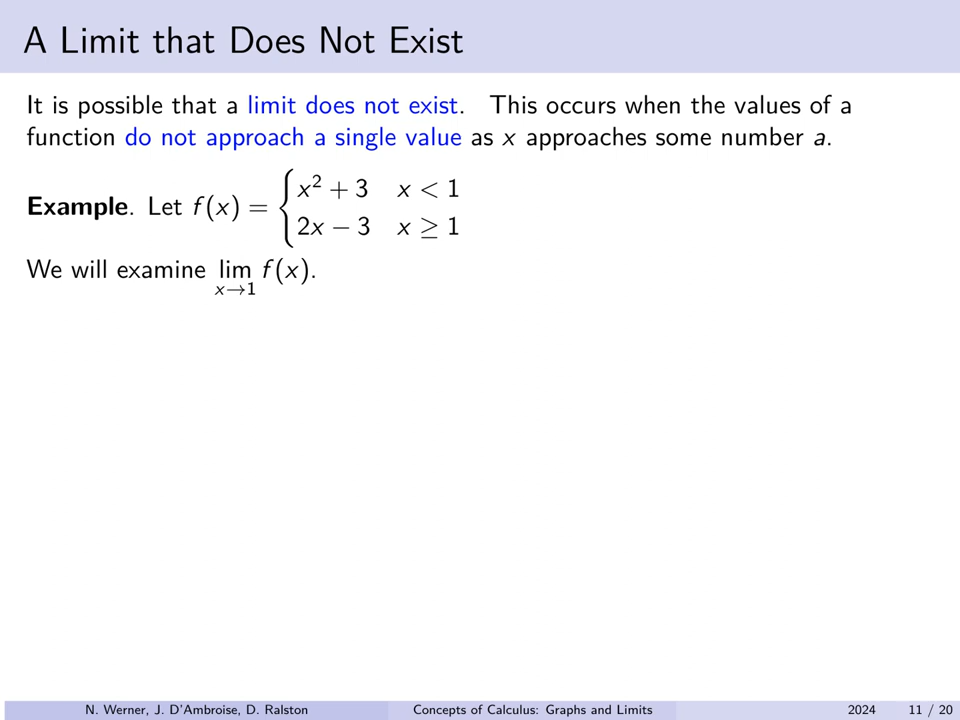 A Limit that Does Not Exist
It is possible that a limit does not exist. This occurs when the values of a
function do not approach a single value as x approaches some number a.
Example. Let f(x) = { x² + 3 x < 1
2x − 3 x ≥ 1
We will examine lim f(x).
x→1
N. Werner, J. D'Ambroise, D. Ralston Concepts of Calculus: Graphs and Limits 2024 11 / 20